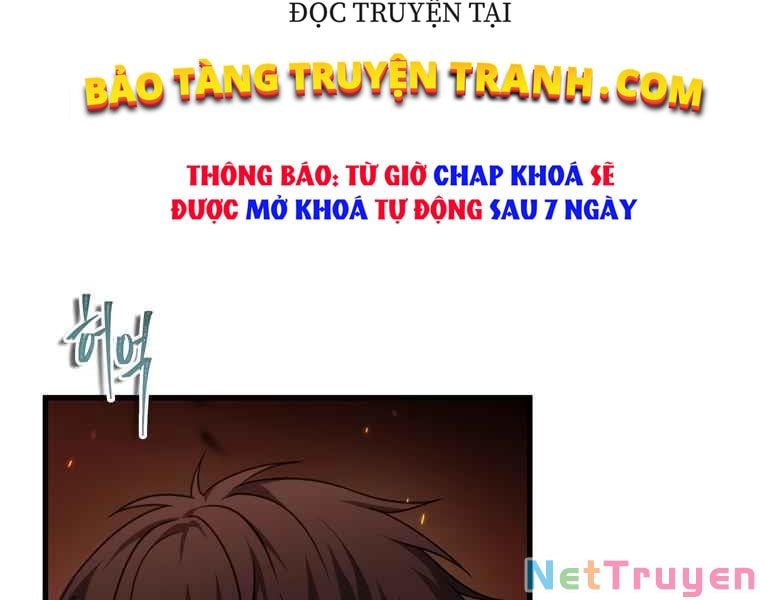 ĐỌC TRUYỆN TẠI
BẢO TÀNG TRUYỆN TRANH.COM
THÔNG BÁO: TỪ GIỜ CHAP KHOÁ SẼ
ĐƯỢC MỞ KHOÁ TỰ ĐỘNG SAU 7 NGÀY
허억
NetTruyen